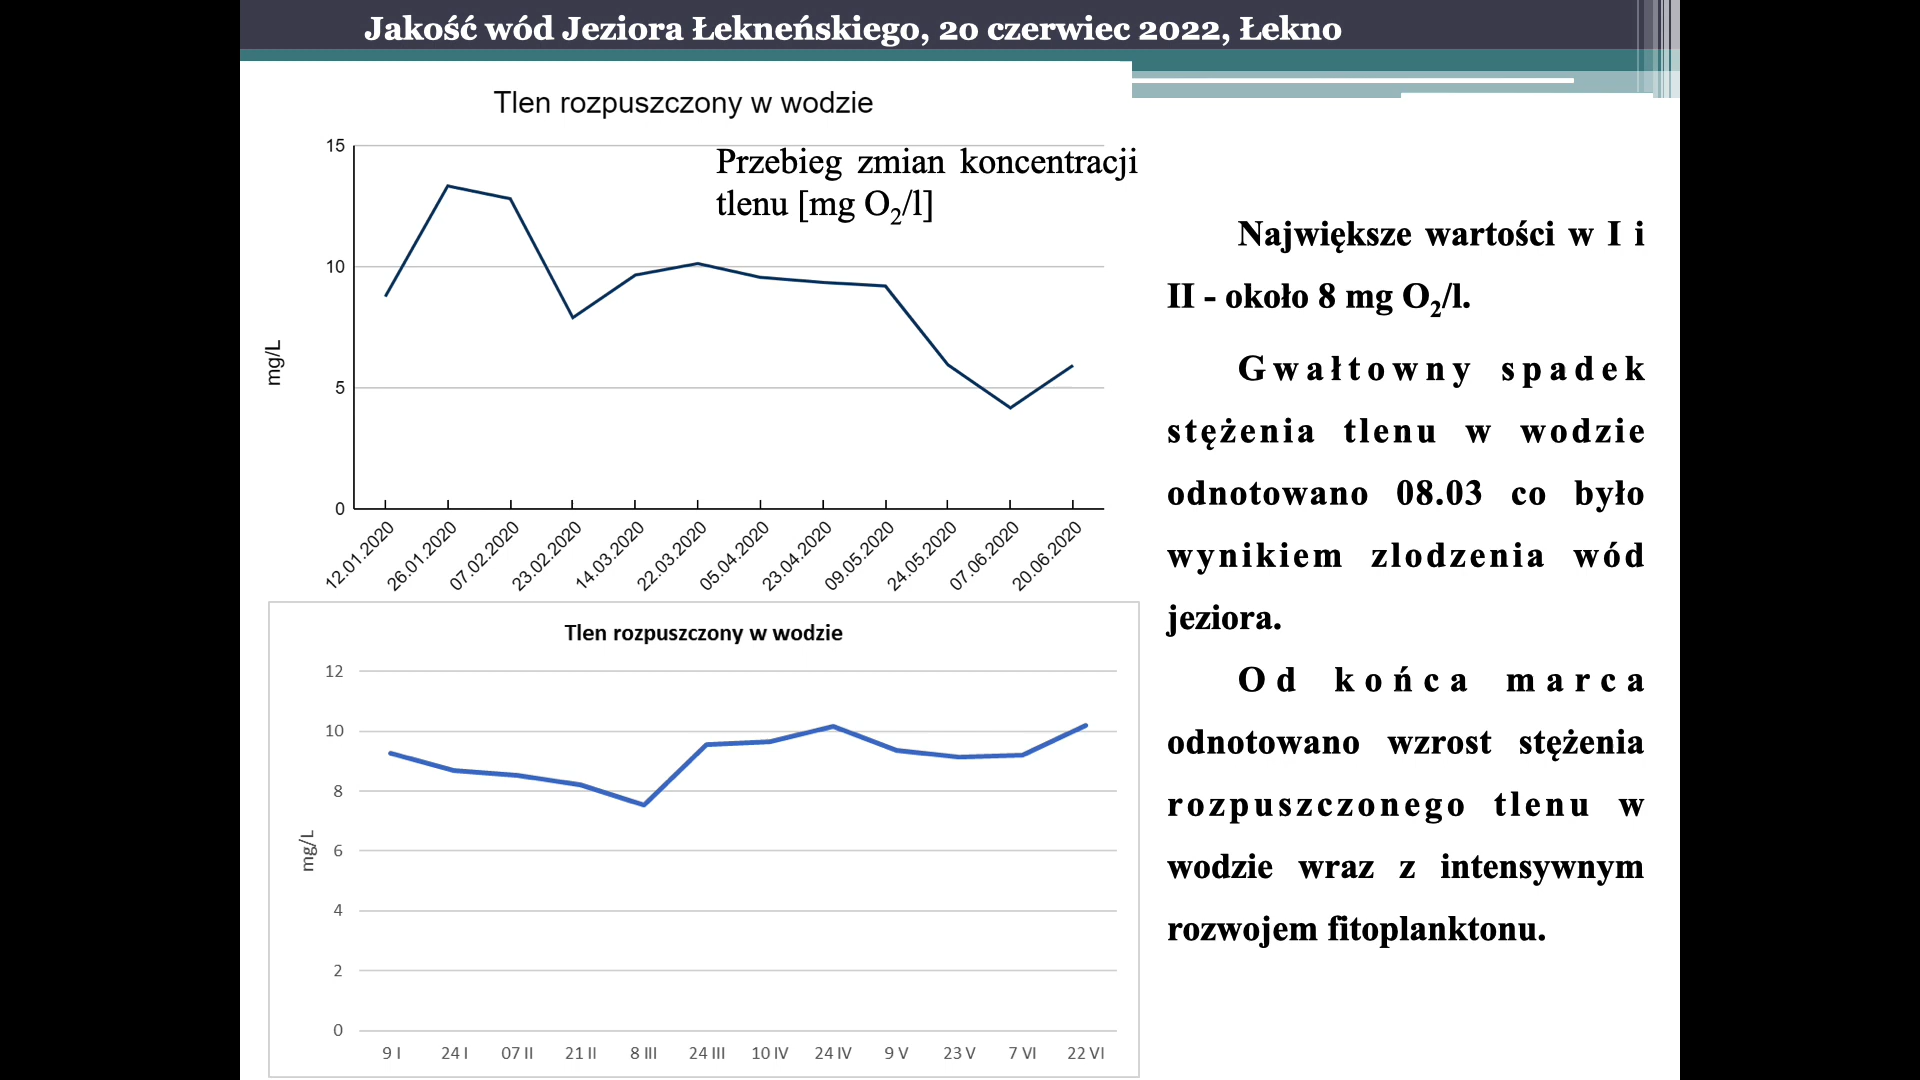 Jakość wód Jeziora Łekneńskiego, 20 czerwiec 2022, Łekno
Tlen rozpuszczony w wodzie
Przebieg zmian koncentracji
tlenu [mg O₂/l]
15
10
5
0
mg/L
12.01.2020
26.01.2020
07.02.2020
23.02.2020
14.03.2020
22.03.2020
05.04.2020
23.04.2020
09.05.2020
24.05.2020
07.06.2020
20.06.2020
Tlen rozpuszczony w wodzie
12
10
8
6
4
2
0
mg/L
9 I
24 I
07 II
21 II
8 III
24 III
10 IV
24 IV
9 V
23 V
7 VI
22 VI
Największe wartości w I i
II - około 8 mg O₂/l.
Gwałtowny spadek
stężenia tlenu w wodzie
odnotowano 08.03 co było
wynikiem zlodzenia wód
jeziora.
Od końca marca
odnotowano wzrost stężenia
rozpuszczonego tlenu w
wodzie wraz z intensywnym
rozwojem fitoplanktonu.